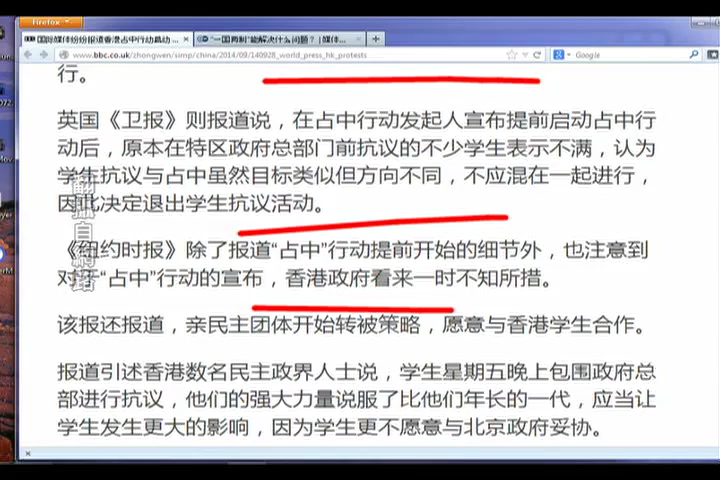 Firefox
国际媒体纷纷报道香港占中行动启动...
"一国两制"能解决什么问题？ | 媒体...
www.bbc.co.uk/zhongwen/simp/china/2014/09/140928_world_press_hk_protests
Google
行。
英国《卫报》则报道说，在占中行动发起人宣布提前启动占中行
动后，原本在特区政府总部门前抗议的不少学生表示不满，认为
学生抗议与占中虽然目标类似但方向不同，不应混在一起进行，
因此决定退出学生抗议活动。
《纽约时报》除了报道“占中”行动提前开始的细节外，也注意到
对于“占中”行动的宣布，香港政府看来一时不知所措。
该报还报道，亲民主团体开始转被策略，愿意与香港学生合作。
报道引述香港数名民主政界人士说，学生星期五晚上包围政府总
部进行抗议，他们的强大力量说服了比他们年长的一代，应当让
学生发生更大的影响，因为学生更不愿意与北京政府妥协。
翻攝自網路